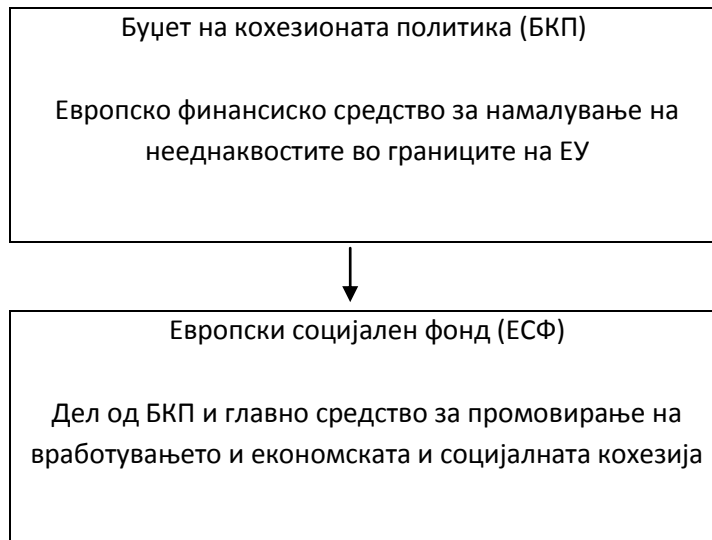 Буџет на кохезионата политика (БКП)
Европско финансиско средство за намалување на
нееднаквостите во границите на ЕУ
Европски социјален фонд (ЕСФ)
Дел од БКП и главно средство за промовирање на
вработувањето и економската и социјалната кохезија